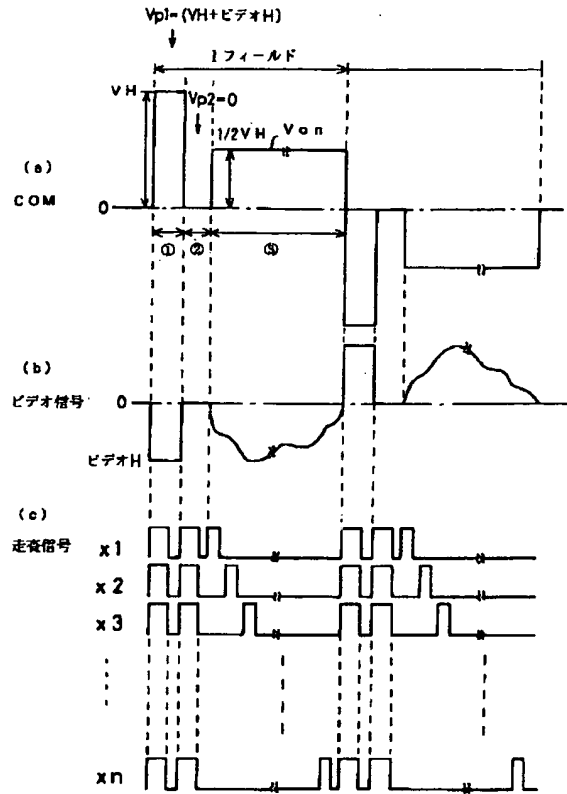 Vp1=(VH+ビデオH)
1フィールド
VH
Vp2=0
1/2VH
Von
(a)
COM
0
① ② ③
(b)
ビデオ信号
0
ビデオH
(c)
走査信号
x1
x2
x3
xn